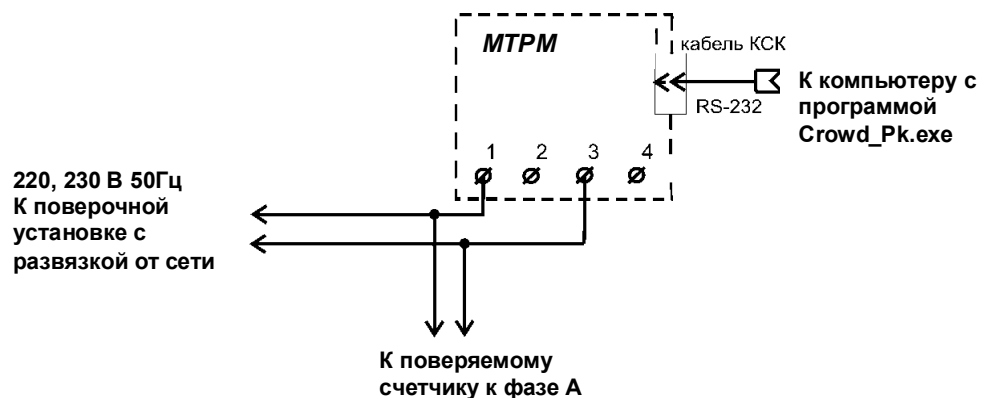 МТРМ
кабель КСК
К компьютеру с
программой
Crowd_Pk.exe
RS-232
1 2 3 4
220, 230 В 50Гц
К поверочной
установке с
развязкой от сети
К поверяемому
счетчику к фазе А